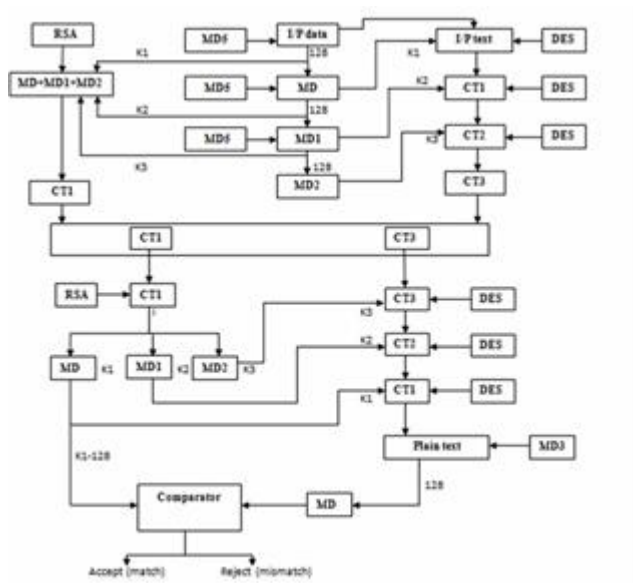 RSA
MD5
I/P data
I/P text
DES
K1
128
K1
MD+MD1+MD2
MD5
MD
K2
CT1
DES
K2
128
MD5
MD1
CT2
DES
K3
128
CT1
MD2
CT3
CT1
CT3
RSA
CT1
CT3
DES
K3
K2
CT2
DES
MD
K1
MD1
K2
MD2
K3
CT1
DES
K1
Plain text
MD3
K1-128
128
Comparator
MD
Accept (match)
Reject (mismatch)